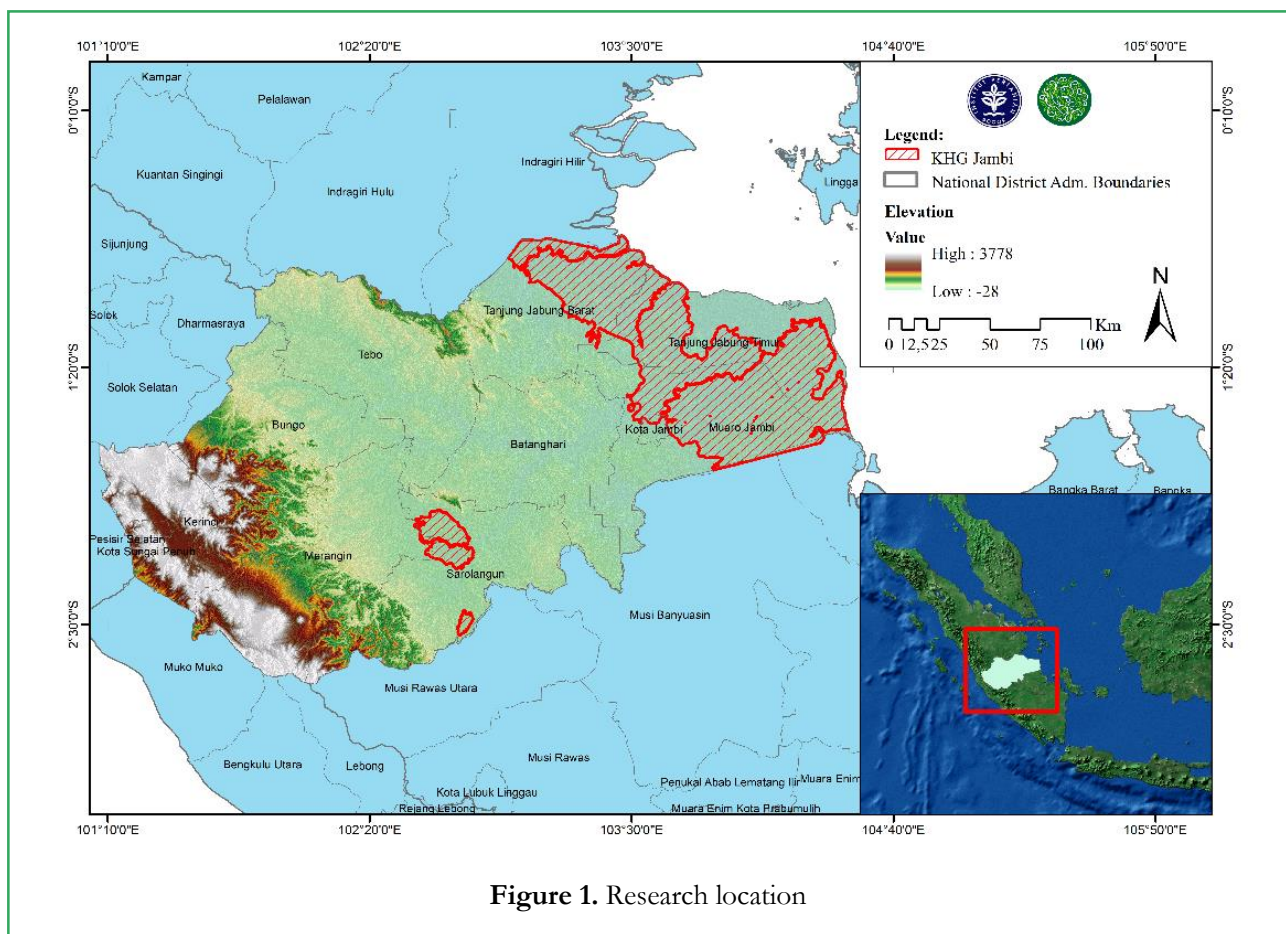 101°10'0"E 102°20'0"E 103°30'0"E 104°40'0"E 105°50'0"E
Kampar
Pelalawan
0°10'0"S
0°10'0"S
INSTITUT PERTANIAN
BOGOR
Legend:
KHG Jambi
National District Adm. Boundaries
Elevation
Value
High : 3778
Low : -28
N
Km
0 12,525 50 75 100
Indragiri Hilir
Lingga
Kuantan Singingi
Indragiri Hulu
Sijunjung
Solok
Dharmasraya
Tanjung Jabung Barat
Tanjung Jabung Timur
Tebo
1°20'0"S
1°20'0"S
Solok Selatan
Bungo
Kota Jambi
Muaro Jambi
Batanghari
Bangka Barat
Bangka
Kerinci
Pesisir Selatan
Kota Sungai Penuh
Merangin
Sarolangun
Musi Banyuasin
2°30'0"S
2°30'0"S
Muko Muko
Musi Rawas Utara
Bengkulu Utara
Lebong
Musi Rawas
Kota Lubuk Linggau
Rejang Lebong
Penukal Abab Lematang Ilir
Muara Enim
Muara Enim
Kota Prabumulih
101°10'0"E 102°20'0"E 103°30'0"E 104°40'0"E 105°50'0"E
Figure 1. Research location